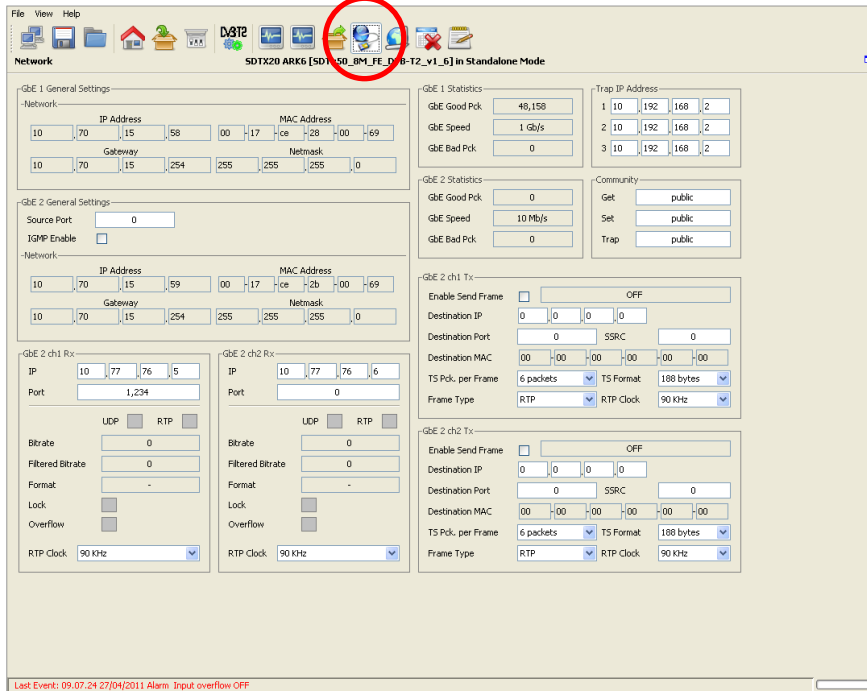 File View Help
DVBT2
Network
SDTX20 ARK6 [SDTx50_8M_FE_DVB-T2_v1_6] in Standalone Mode
GbE 1 General Settings
Network
IP Address MAC Address
10 .70 .15 .58 00 -17 -ce -28 -00 -69
Gateway Netmask
10 .70 .15 .254 255 .255 .255 .0
GbE 2 General Settings
Source Port 0
IGMP Enable
Network
IP Address MAC Address
10 .70 .15 .59 00 -17 -ce -2b -00 -69
Gateway Netmask
10 .70 .15 .254 255 .255 .255 .0
GbE 2 ch1 Rx
IP 10 .77 .76 .5
Port 1,234
UDP RTP
Bitrate 0
Filtered Bitrate 0
Format -
Lock
Overflow
RTP Clock 90 KHz
GbE 2 ch2 Rx
IP 10 .77 .76 .6
Port 0
UDP RTP
Bitrate 0
Filtered Bitrate 0
Format -
Lock
Overflow
RTP Clock 90 KHz
GbE 1 Statistics
GbE Good Pck 48,158
GbE Speed 1 Gb/s
GbE Bad Pck 0
Trap IP Address
1 10 .192 .168 .2
2 10 .192 .168 .2
3 10 .192 .168 .2
GbE 2 Statistics
GbE Good Pck 0
GbE Speed 10 Mb/s
GbE Bad Pck 0
Community
Get public
Set public
Trap public
GbE 2 ch1 Tx
Enable Send Frame OFF
Destination IP 0 .0 .0 .0
Destination Port 0 SSRC 0
Destination MAC 00 -00 -00 -00 -00 -00
TS Pck. per Frame 6 packets TS Format 188 bytes
Frame Type RTP RTP Clock 90 KHz
GbE 2 ch2 Tx
Enable Send Frame OFF
Destination IP 0 .0 .0 .0
Destination Port 0 SSRC 0
Destination MAC 00 -00 -00 -00 -00 -00
TS Pck. per Frame 6 packets TS Format 188 bytes
Frame Type RTP RTP Clock 90 KHz
Last Event: 09.07.24 27/04/2011 Alarm Input overflow OFF